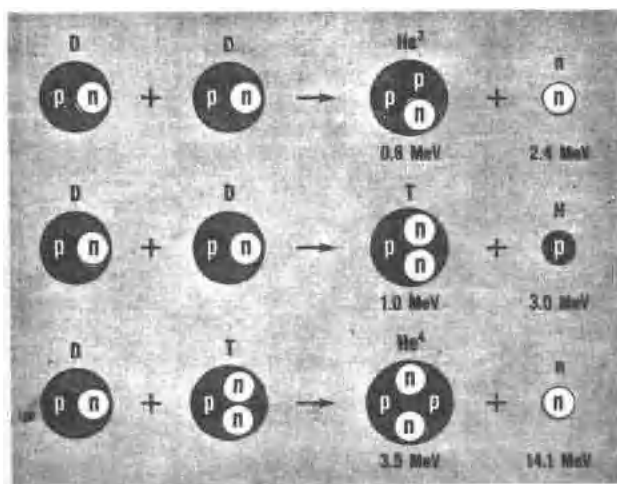 D D He³ n
p n + p n → p p n + n
0.8 MeV 2.4 MeV
D D T H
p n + p n → p n n + p
1.0 MeV 3.0 MeV
D T He⁴ n
p n + p n n → n p p n + n
3.5 MeV 14.1 MeV